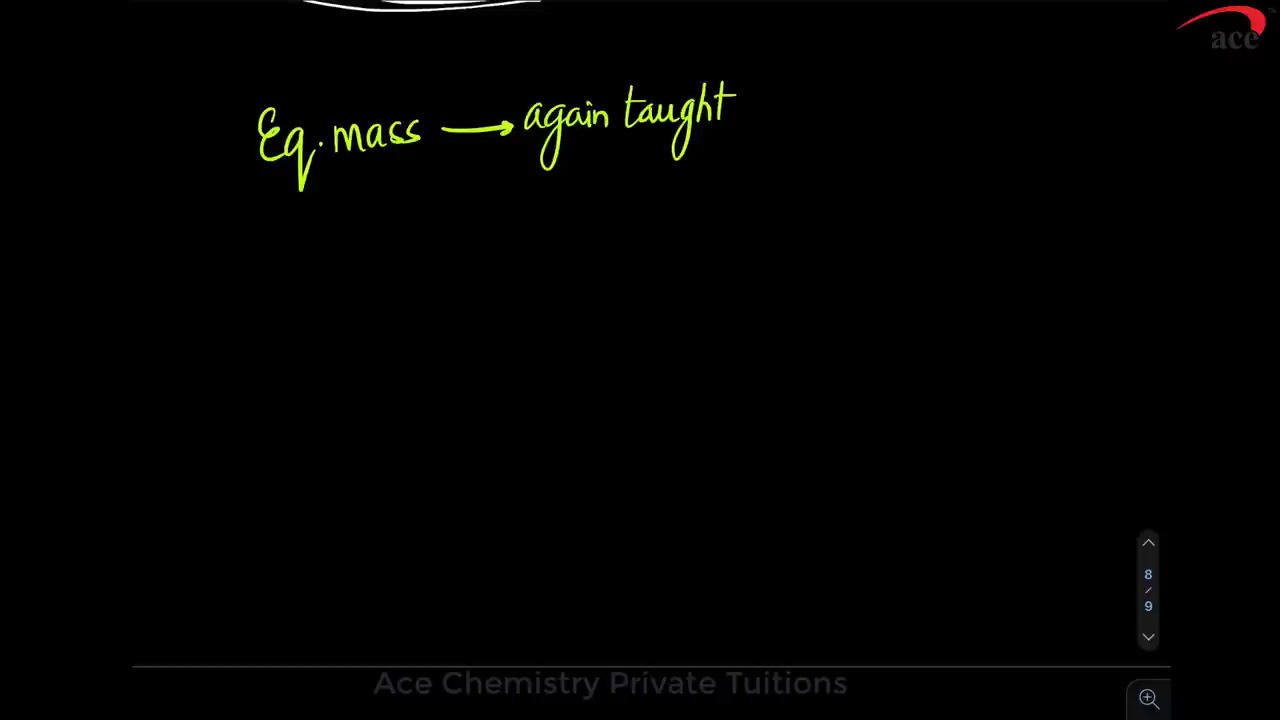 ace
Eq. mass → again taught
8
/
9
Ace Chemistry Private Tuitions